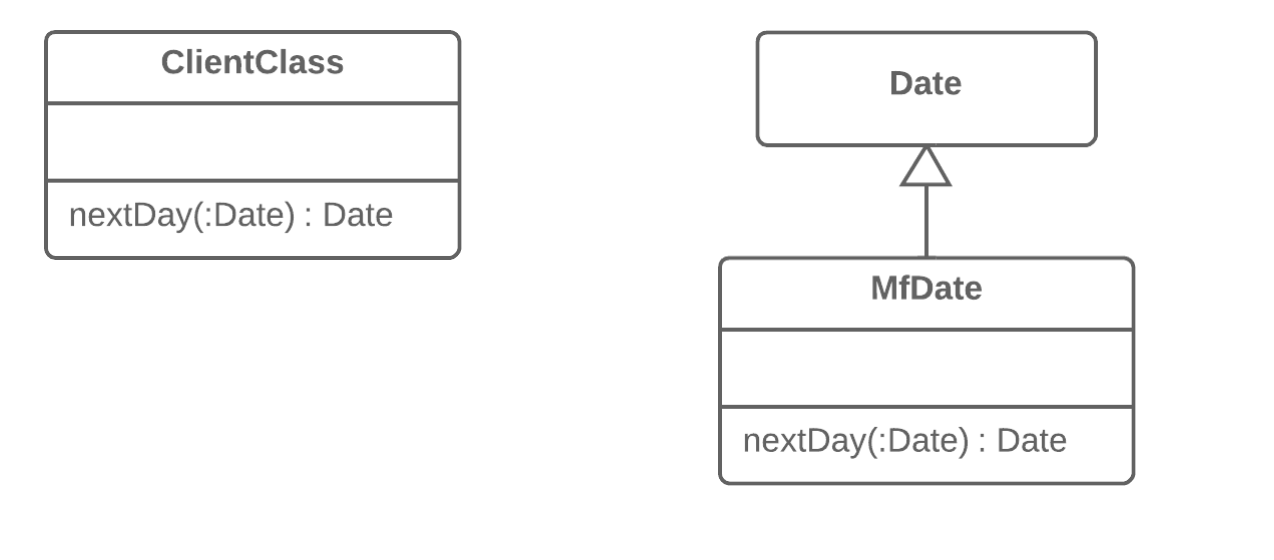 ClientClass
nextDay(:Date) : Date
Date
MfDate
nextDay(:Date) : Date